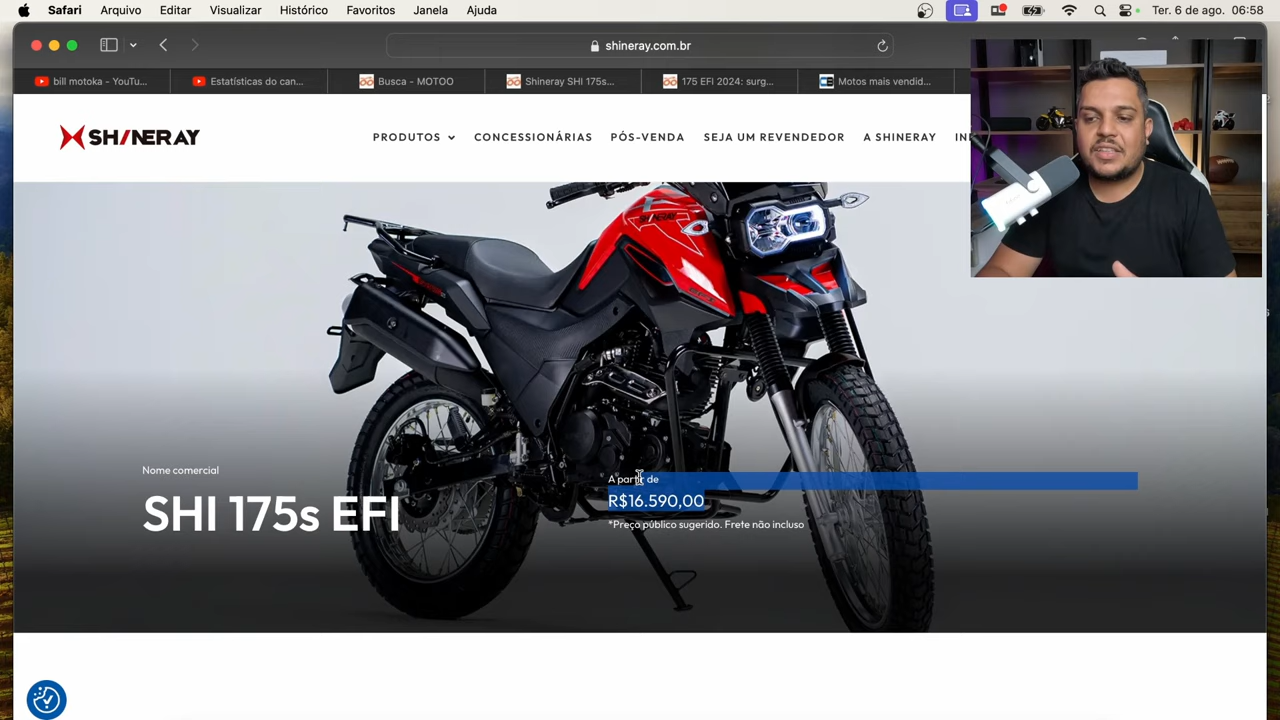 Safari Arquivo Editar Visualizar Histórico Favoritos Janela Ajuda Ter. 6 de ago. 06:58
shineray.com.br
bill motoka - YouTu...
Estatísticas do can...
Busca - MOTOO
Shineray SHI 175s...
175 EFI 2024: surg...
Motos mais vendid...
SHINERAY
PRODUTOS CONCESSIONÁRIAS PÓS-VENDA SEJA UM REVENDEDOR A SHINERAY
SHINERAY
Nome comercial
SHI 175s EFI
A partir de
R$16.590,00
*Preço público sugerido. Frete não incluso